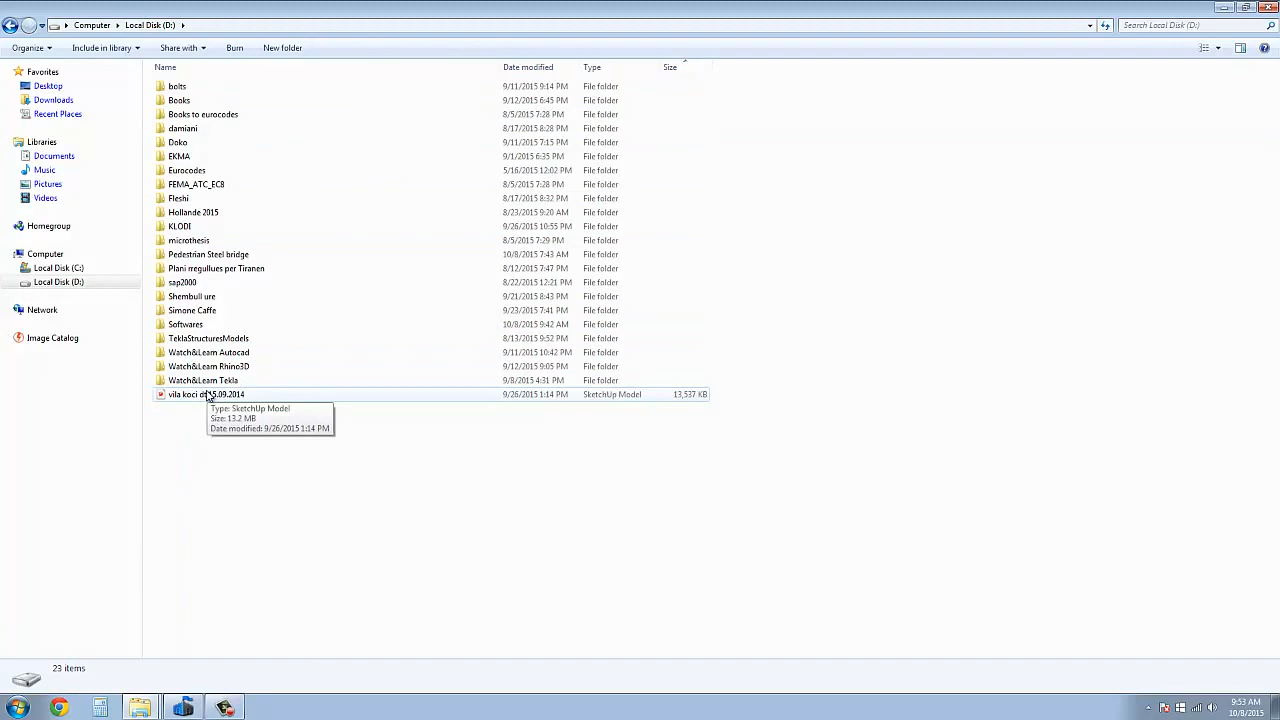 Computer Local Disk (D:)
Search Local Disk (D:)
Organize Include in library Share with Burn New folder
Name Date modified Type Size
Favorites
Desktop
Downloads
Recent Places
Libraries
Documents
Music
Pictures
Videos
Homegroup
Computer
Local Disk (C:)
Local Disk (D:)
Network
Image Catalog
bolts 9/11/2015 9:14 PM File folder
Books 9/12/2015 6:45 PM File folder
Books to eurocodes 8/5/2015 7:28 PM File folder
damiani 8/17/2015 8:28 PM File folder
Doko 9/11/2015 7:15 PM File folder
EKMA 9/1/2015 6:35 PM File folder
Eurocodes 5/16/2015 12:02 PM File folder
FEMA_ATC_EC8 8/5/2015 7:28 PM File folder
Fleshi 8/17/2015 8:32 PM File folder
Hollande 2015 8/23/2015 9:20 AM File folder
KLODI 9/26/2015 10:55 PM File folder
microthesis 8/5/2015 7:29 PM File folder
Pedestrian Steel bridge 10/8/2015 7:43 AM File folder
Plani rregullues per Tiranen 8/12/2015 7:47 PM File folder
sap2000 8/22/2015 12:21 PM File folder
Shembull ure 9/21/2015 8:43 PM File folder
Simone Caffe 9/23/2015 7:41 PM File folder
Softwares 10/8/2015 9:42 AM File folder
TeklaStructuresModels 8/13/2015 9:52 PM File folder
Watch&Learn Autocad 9/11/2015 10:42 PM File folder
Watch&Learn Rhino3D 9/12/2015 9:05 PM File folder
Watch&Learn Tekla 9/8/2015 4:31 PM File folder
vila koci 15.09.2014 9/26/2015 1:14 PM SketchUp Model 13,537 KB
Type: SketchUp Model
Size: 13.2 MB
Date modified: 9/26/2015 1:14 PM
23 items
9:53 AM
10/8/2015